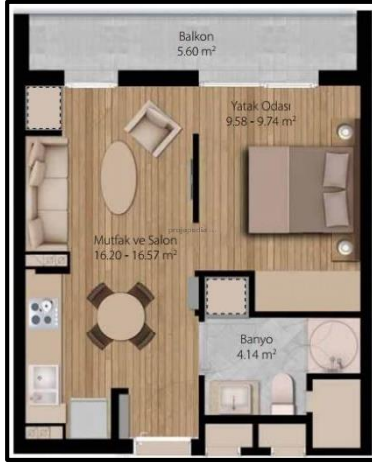 Balkon
5.60 m²
Yatak Odası
9.58 - 9.74 m²
Mutfak ve Salon
16.20 - 16.57 m²
Banyo
4.14 m²